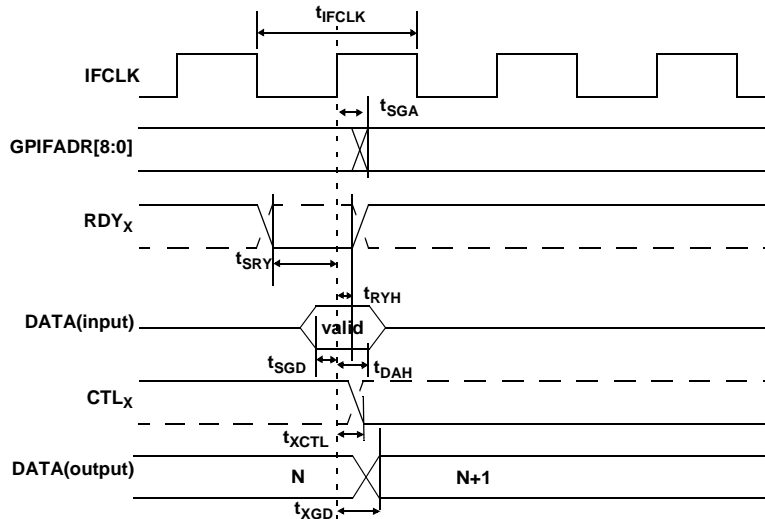 tIFCLK
IFCLK
tSGA
GPIFADR[8:0]
RDYX
tSRY
tRYH
DATA(input)
valid
tSGD
tDAH
CTLX
tXCTL
DATA(output)
N
N+1
tXGD